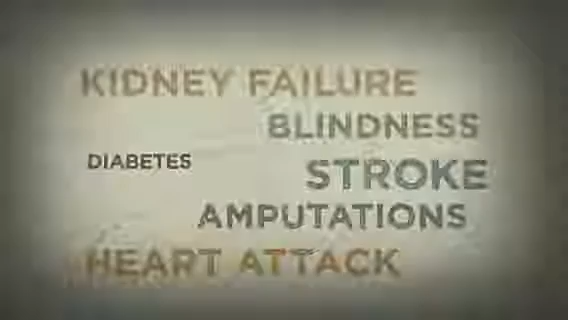 KIDNEY FAILURE
BLINDNESS
DIABETES
STROKE
AMPUTATIONS
HEART ATTACK